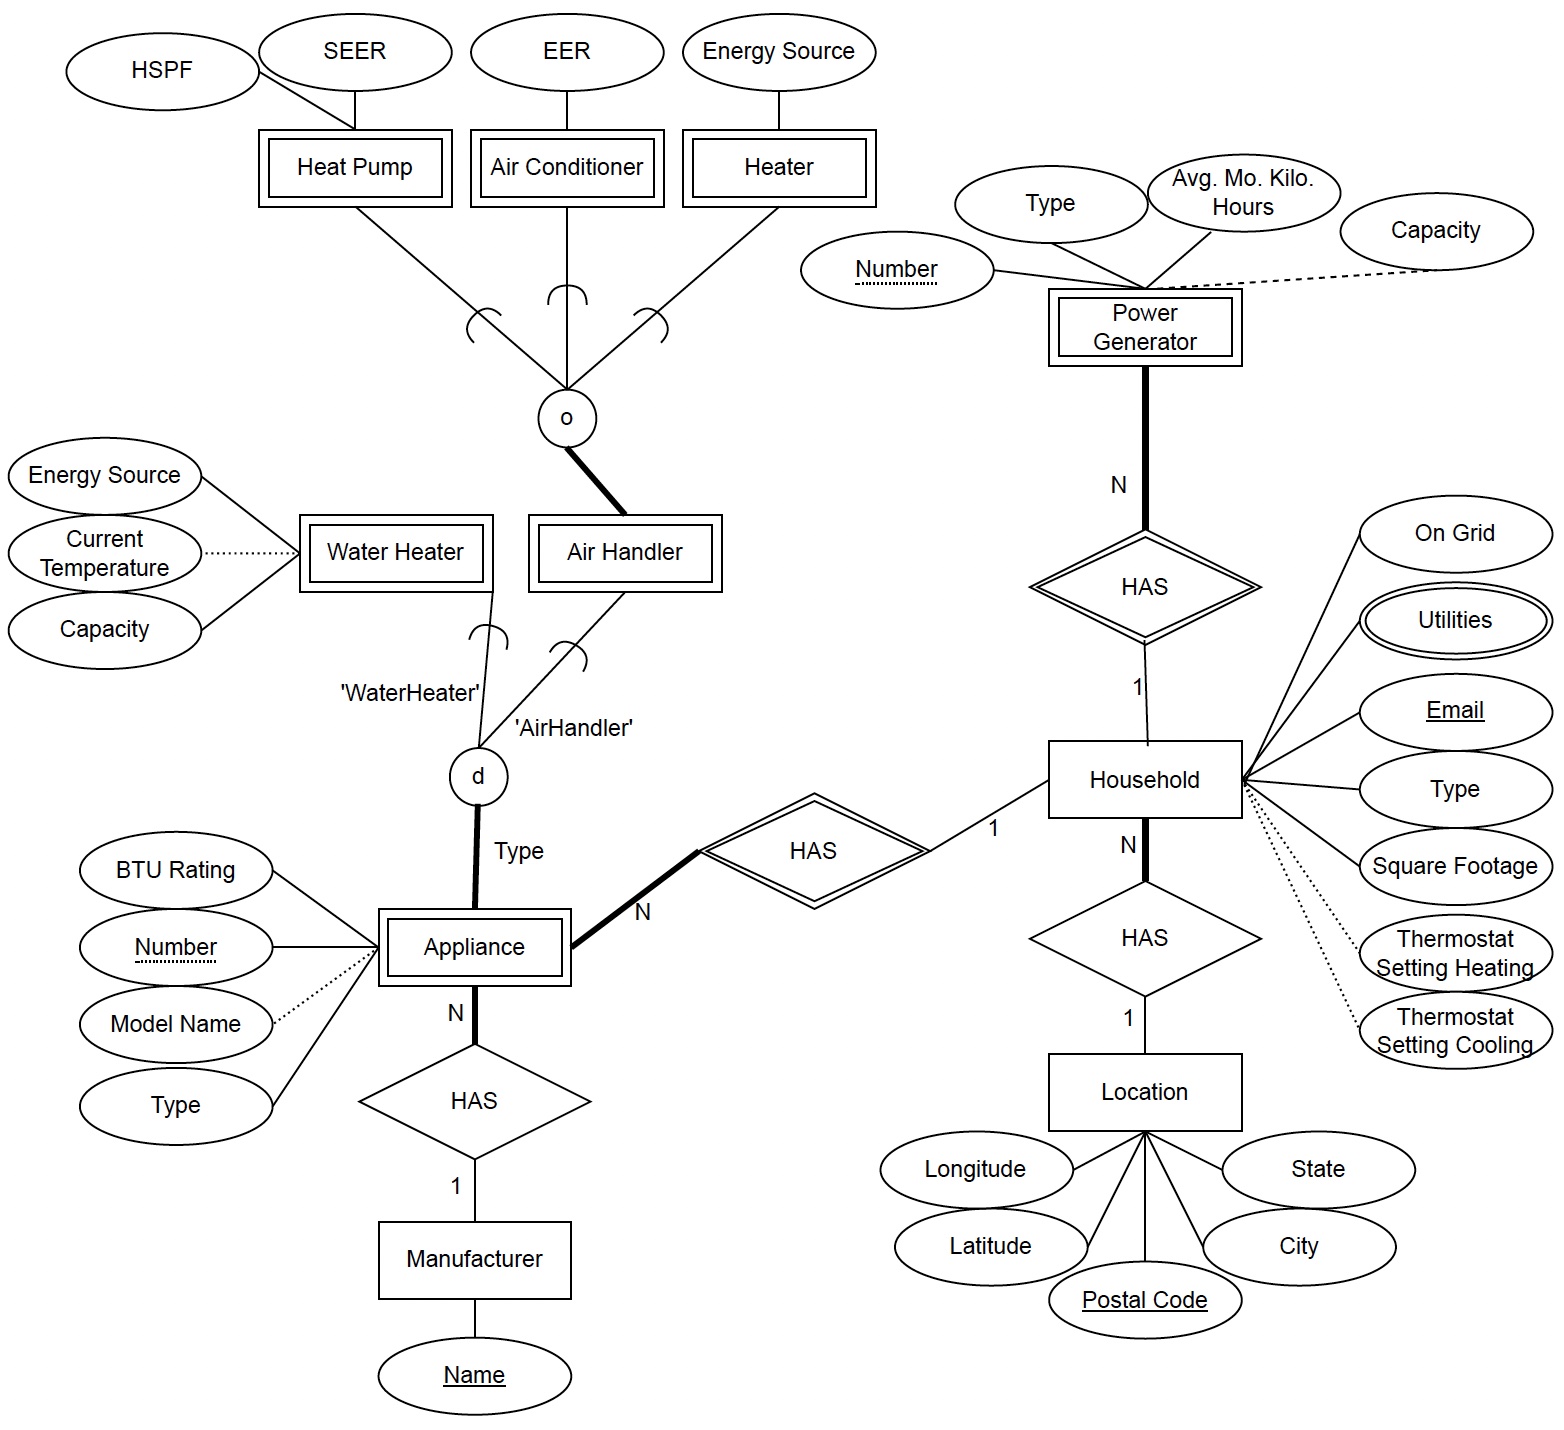 SEER
EER
Energy Source
HSPF
Heat Pump
Air Conditioner
Heater
Type
Avg. Mo. Kilo.
Hours
Capacity
Number
Power
Generator
o
N
Energy Source
Current
Temperature
Capacity
Water Heater
Air Handler
HAS
On Grid
Utilities
Email
Type
Square Footage
Thermostat
Setting Heating
Thermostat
Setting Cooling
1
'WaterHeater'
'AirHandler'
d
Household
1
N
HAS
Type
BTU Rating
Number
Model Name
Type
Appliance
N
N
HAS
1
HAS
1
Location
Longitude
State
Latitude
City
Postal Code
Manufacturer
Name